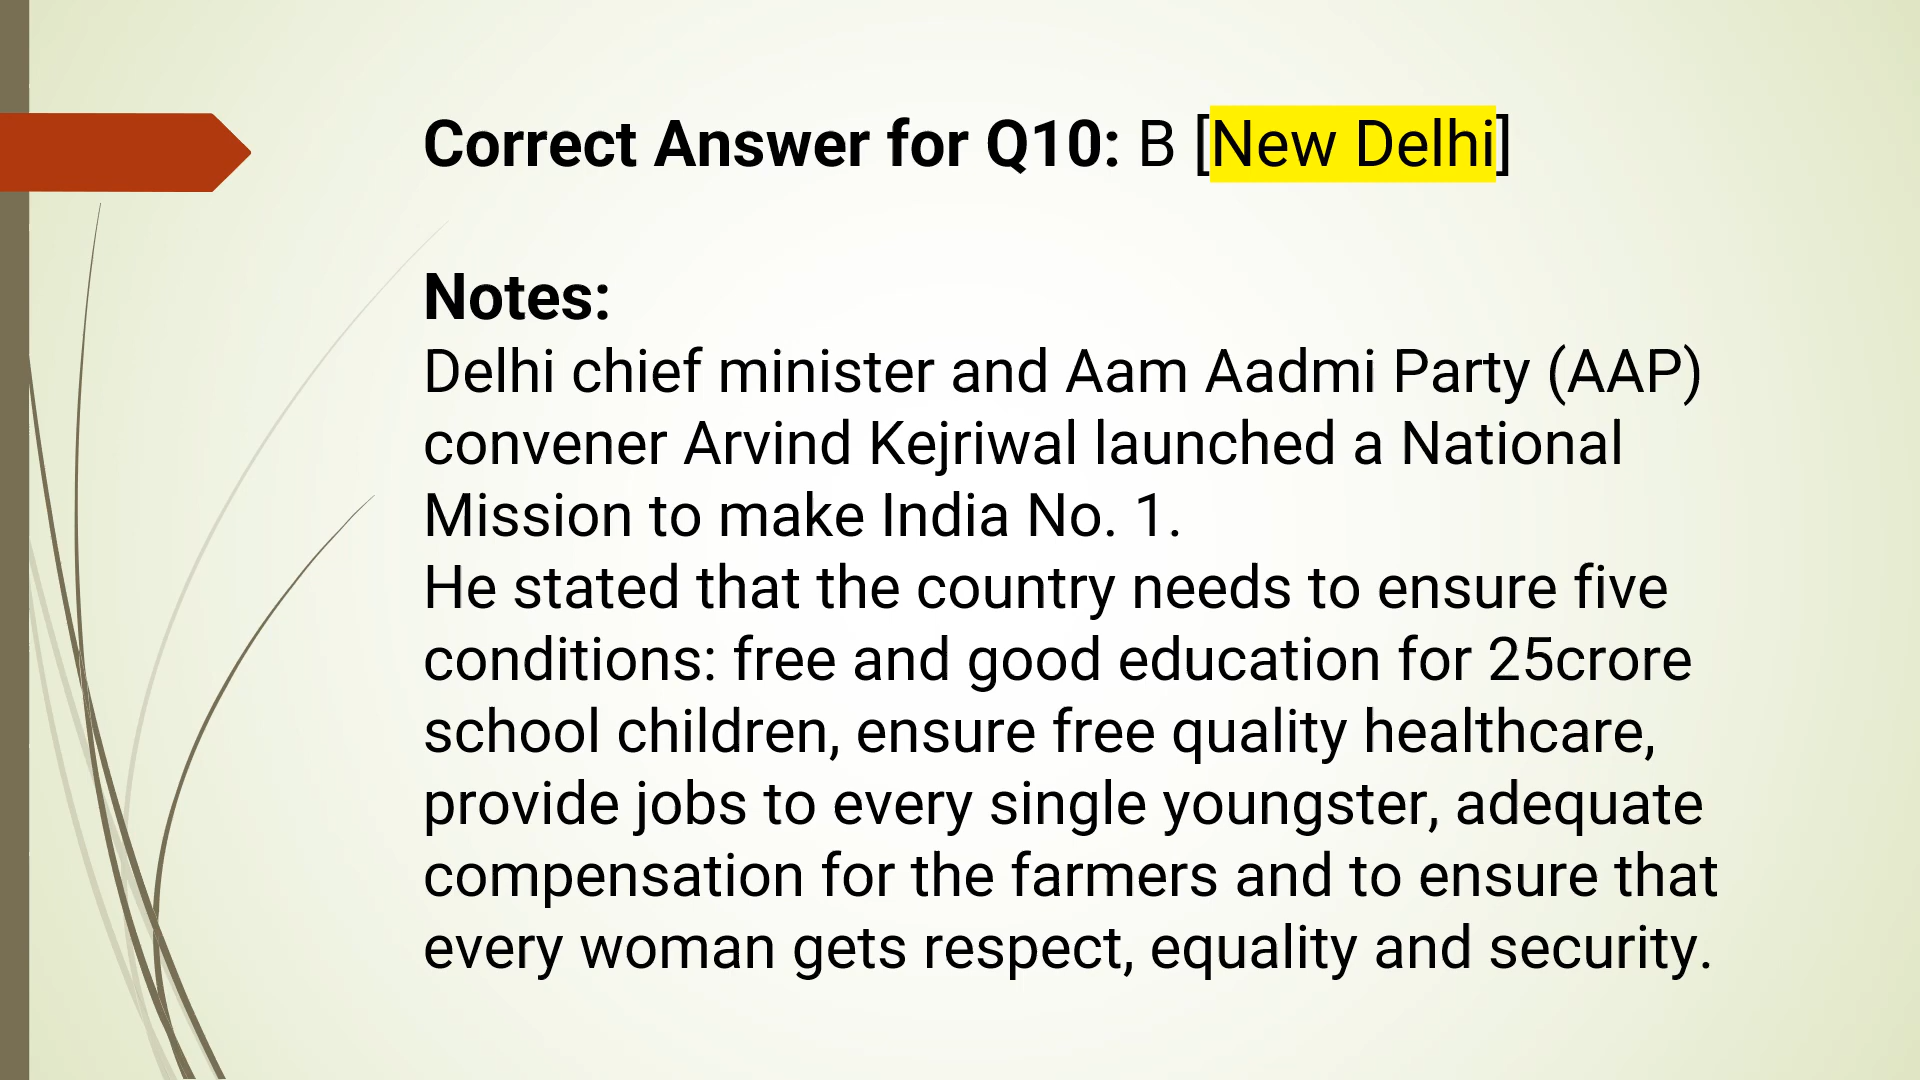 Correct Answer for Q10: B [New Delhi]
Notes:
Delhi chief minister and Aam Aadmi Party (AAP)
convener Arvind Kejriwal launched a National
Mission to make India No. 1.
He stated that the country needs to ensure five
conditions: free and good education for 25crore
school children, ensure free quality healthcare,
provide jobs to every single youngster, adequate
compensation for the farmers and to ensure that
every woman gets respect, equality and security.